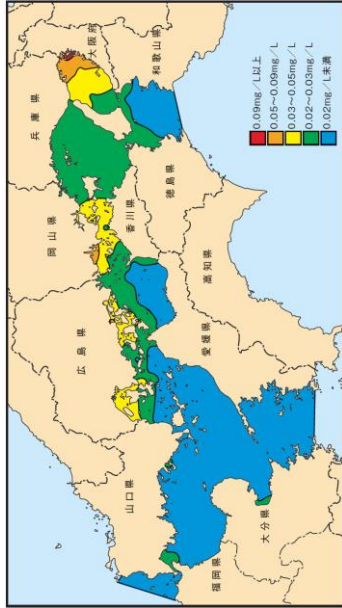 兵庫県
大阪府
和歌山県
岡山県
香川県
徳島県
広島県
高知県
愛媛県
山口県
福岡県
大分県
0.09mg/L以上
0.05~0.09mg/L
0.03~0.05mg/L
0.02~0.03mg/L
0.02mg/L未満